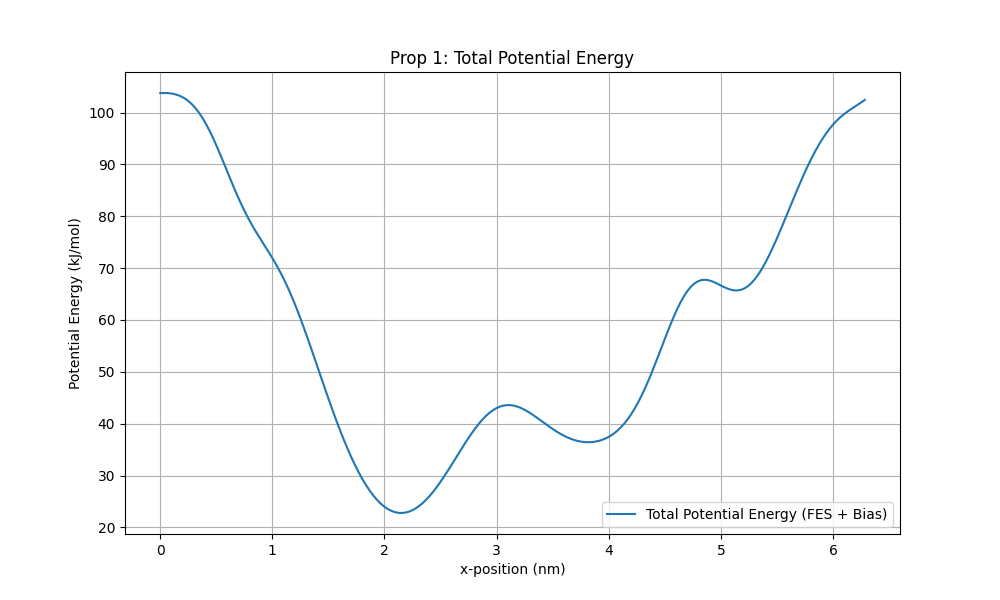 Prop 1: Total Potential Energy
Potential Energy (kJ/mol)
100
90
80
70
60
50
40
30
20
Total Potential Energy (FES + Bias)
0 1 2 3 4 5 6
x-position (nm)